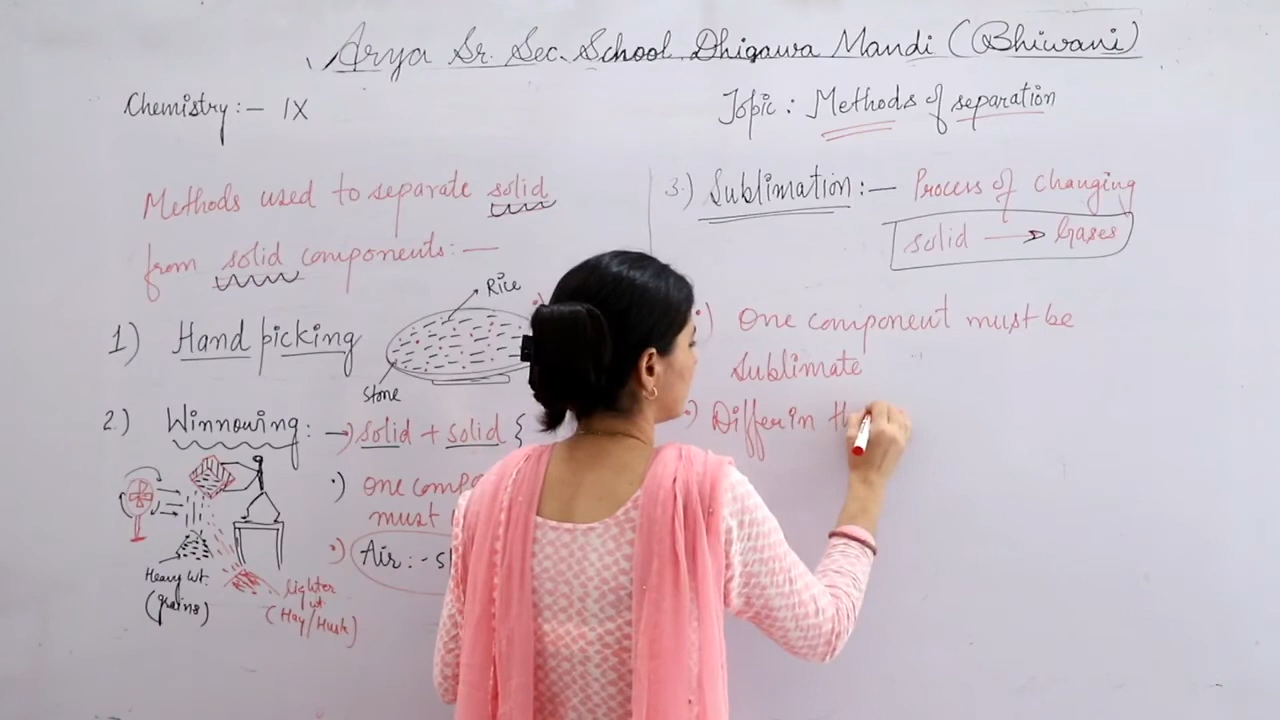 Arya Sr. Sec. School Dhigawa Mandi (Bhiwani)
Chemistry:- IX
Topic: Methods of separation
Methods used to separate solid
from solid components:-
1) Hand picking
Rice
Stone
2.) Winnowing: → solid + solid {
·) one
must
·) Air:-
Heavy wt.
(grains)
lighter
wt.
(Hay/Husk)
3.) Sublimation:- Process of changing
solid → Gases
·) One component must be
Sublimate
·) Differ in